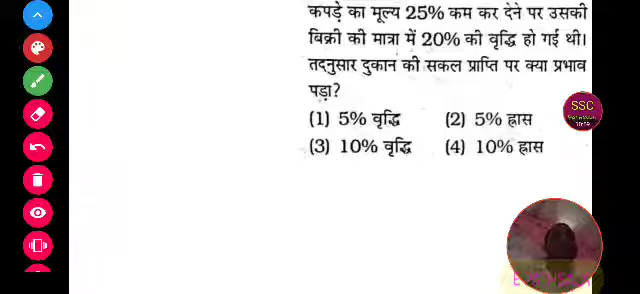 कपड़े का मूल्य 25% कम कर देने पर उसकी
बिक्री की मात्रा में 20% की वृद्धि हो गई थी।
तद्नुसार दुकान की सकल प्राप्ति पर क्या प्रभाव
पड़ा?
(1) 5% वृद्धि (2) 5% ह्रास
(3) 10% वृद्धि (4) 10% ह्रास
SSC